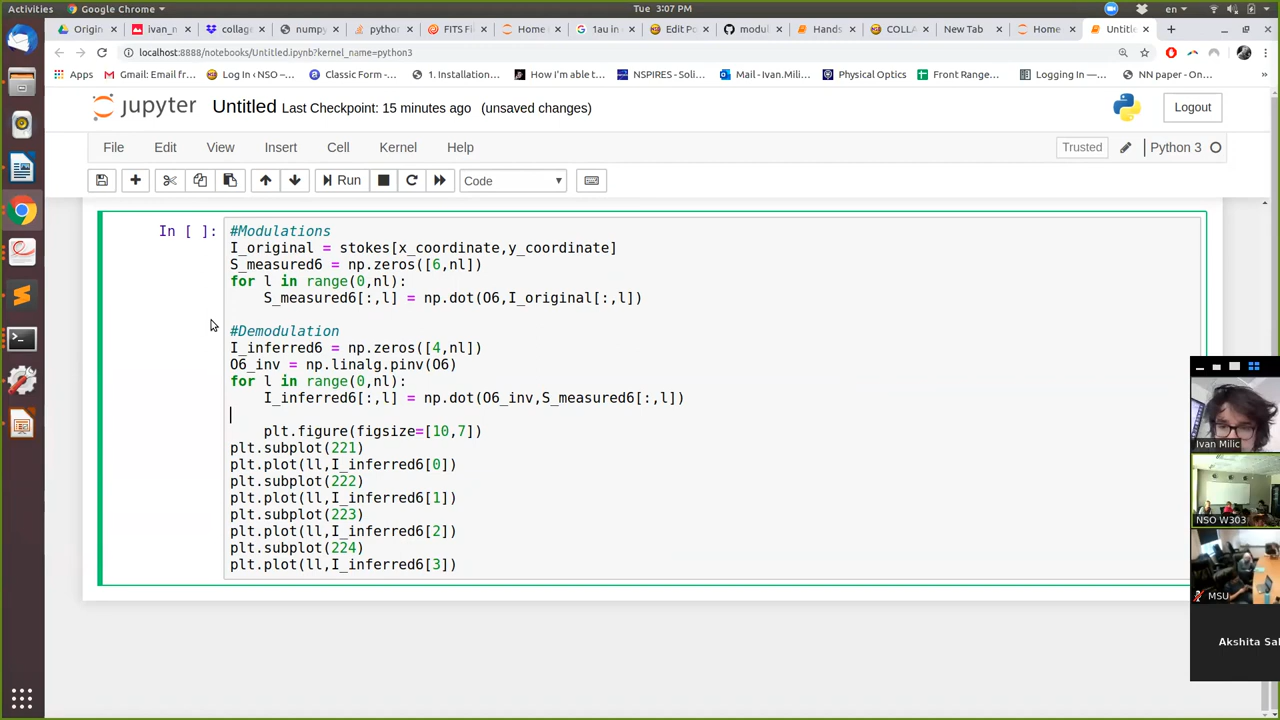 Activities
Google Chrome
Tue 3:07 PM
en
Origin
ivan_n
collage
numpy
python
FITS Fi
Home
1au in
Edit Po
modul
Hands
COLLA
New Tab
Home
Untitle
localhost:8888/notebooks/Untitled.ipynb?kernel_name=python3
Apps
Gmail: Email fr...
Log In ‹ NSO –...
Classic Form -...
1. Installation...
How I'm able t...
NSPIRES - Soli...
Mail - Ivan.Mili...
Physical Optics
Front Range...
Logging In —...
NN paper - On...
jupyter
Untitled
Last Checkpoint: 15 minutes ago
(unsaved changes)
Logout
File
Edit
View
Insert
Cell
Kernel
Help
Trusted
Python 3
Run
Code
In [ ]:
#Modulations
I_original = stokes[x_coordinate,y_coordinate]
S_measured6 = np.zeros([6,nl])
for l in range(0,nl):
    S_measured6[:,l] = np.dot(O6,I_original[:,l])
#Demodulation
I_inferred6 = np.zeros([4,nl])
O6_inv = np.linalg.pinv(O6)
for l in range(0,nl):
    I_inferred6[:,l] = np.dot(O6_inv,S_measured6[:,l])
    plt.figure(figsize=[10,7])
plt.subplot(221)
plt.plot(ll,I_inferred6[0])
plt.subplot(222)
plt.plot(ll,I_inferred6[1])
plt.subplot(223)
plt.plot(ll,I_inferred6[2])
plt.subplot(224)
plt.plot(ll,I_inferred6[3])
Ivan Milic
NSO W303
MSU
Akshita Sal